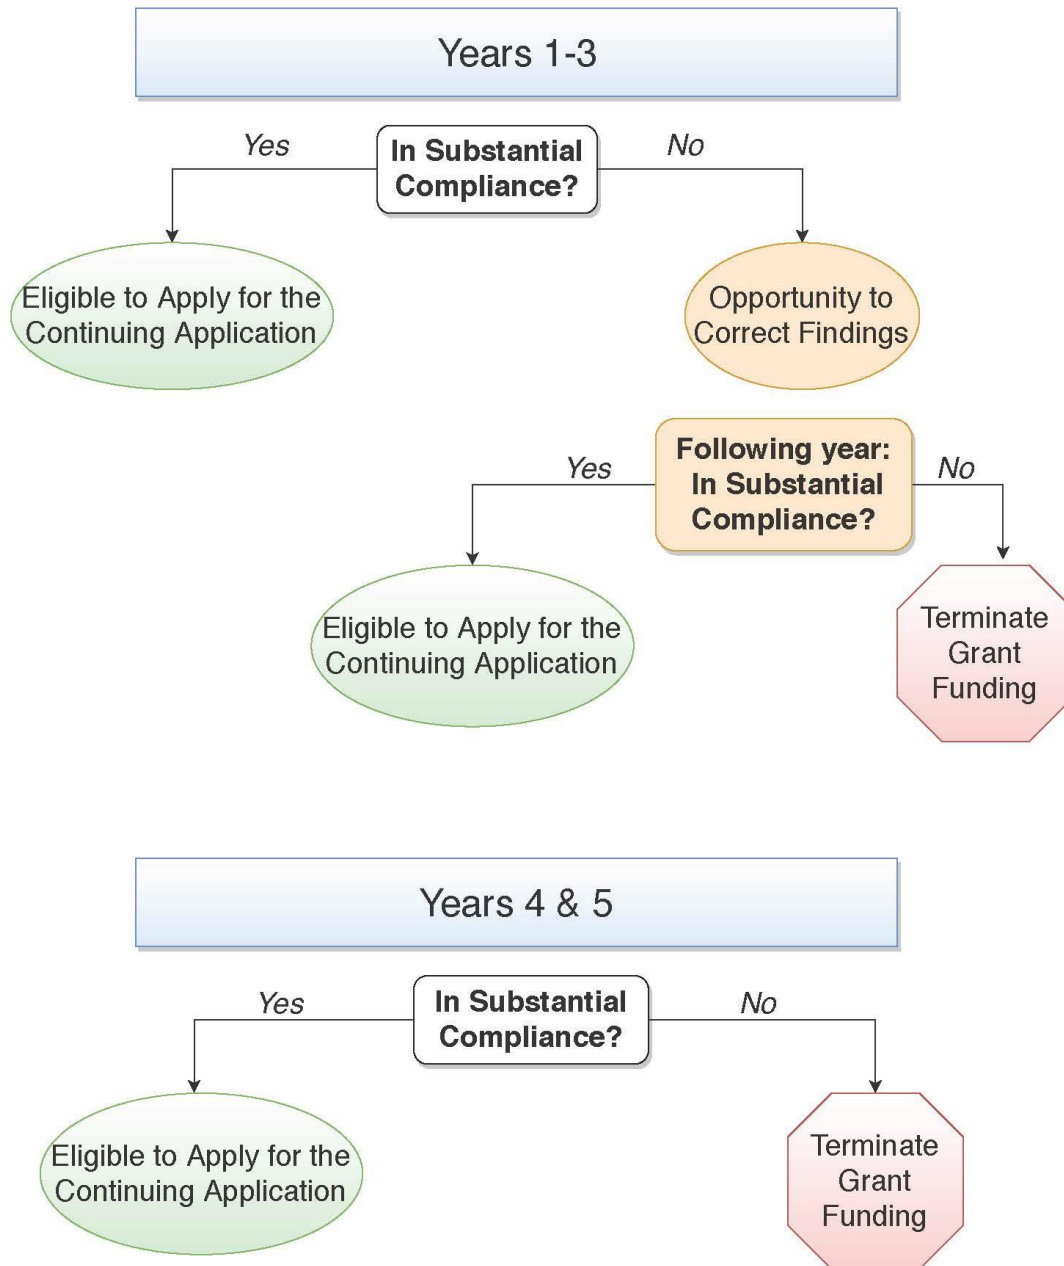 Years 1-3
Yes
In Substantial
Compliance?
No
Eligible to Apply for the
Continuing Application
Opportunity to
Correct Findings
Yes
Following year:
In Substantial
Compliance?
No
Eligible to Apply for the
Continuing Application
Terminate
Grant
Funding
Years 4 & 5
Yes
In Substantial
Compliance?
No
Eligible to Apply for the
Continuing Application
Terminate
Grant
Funding